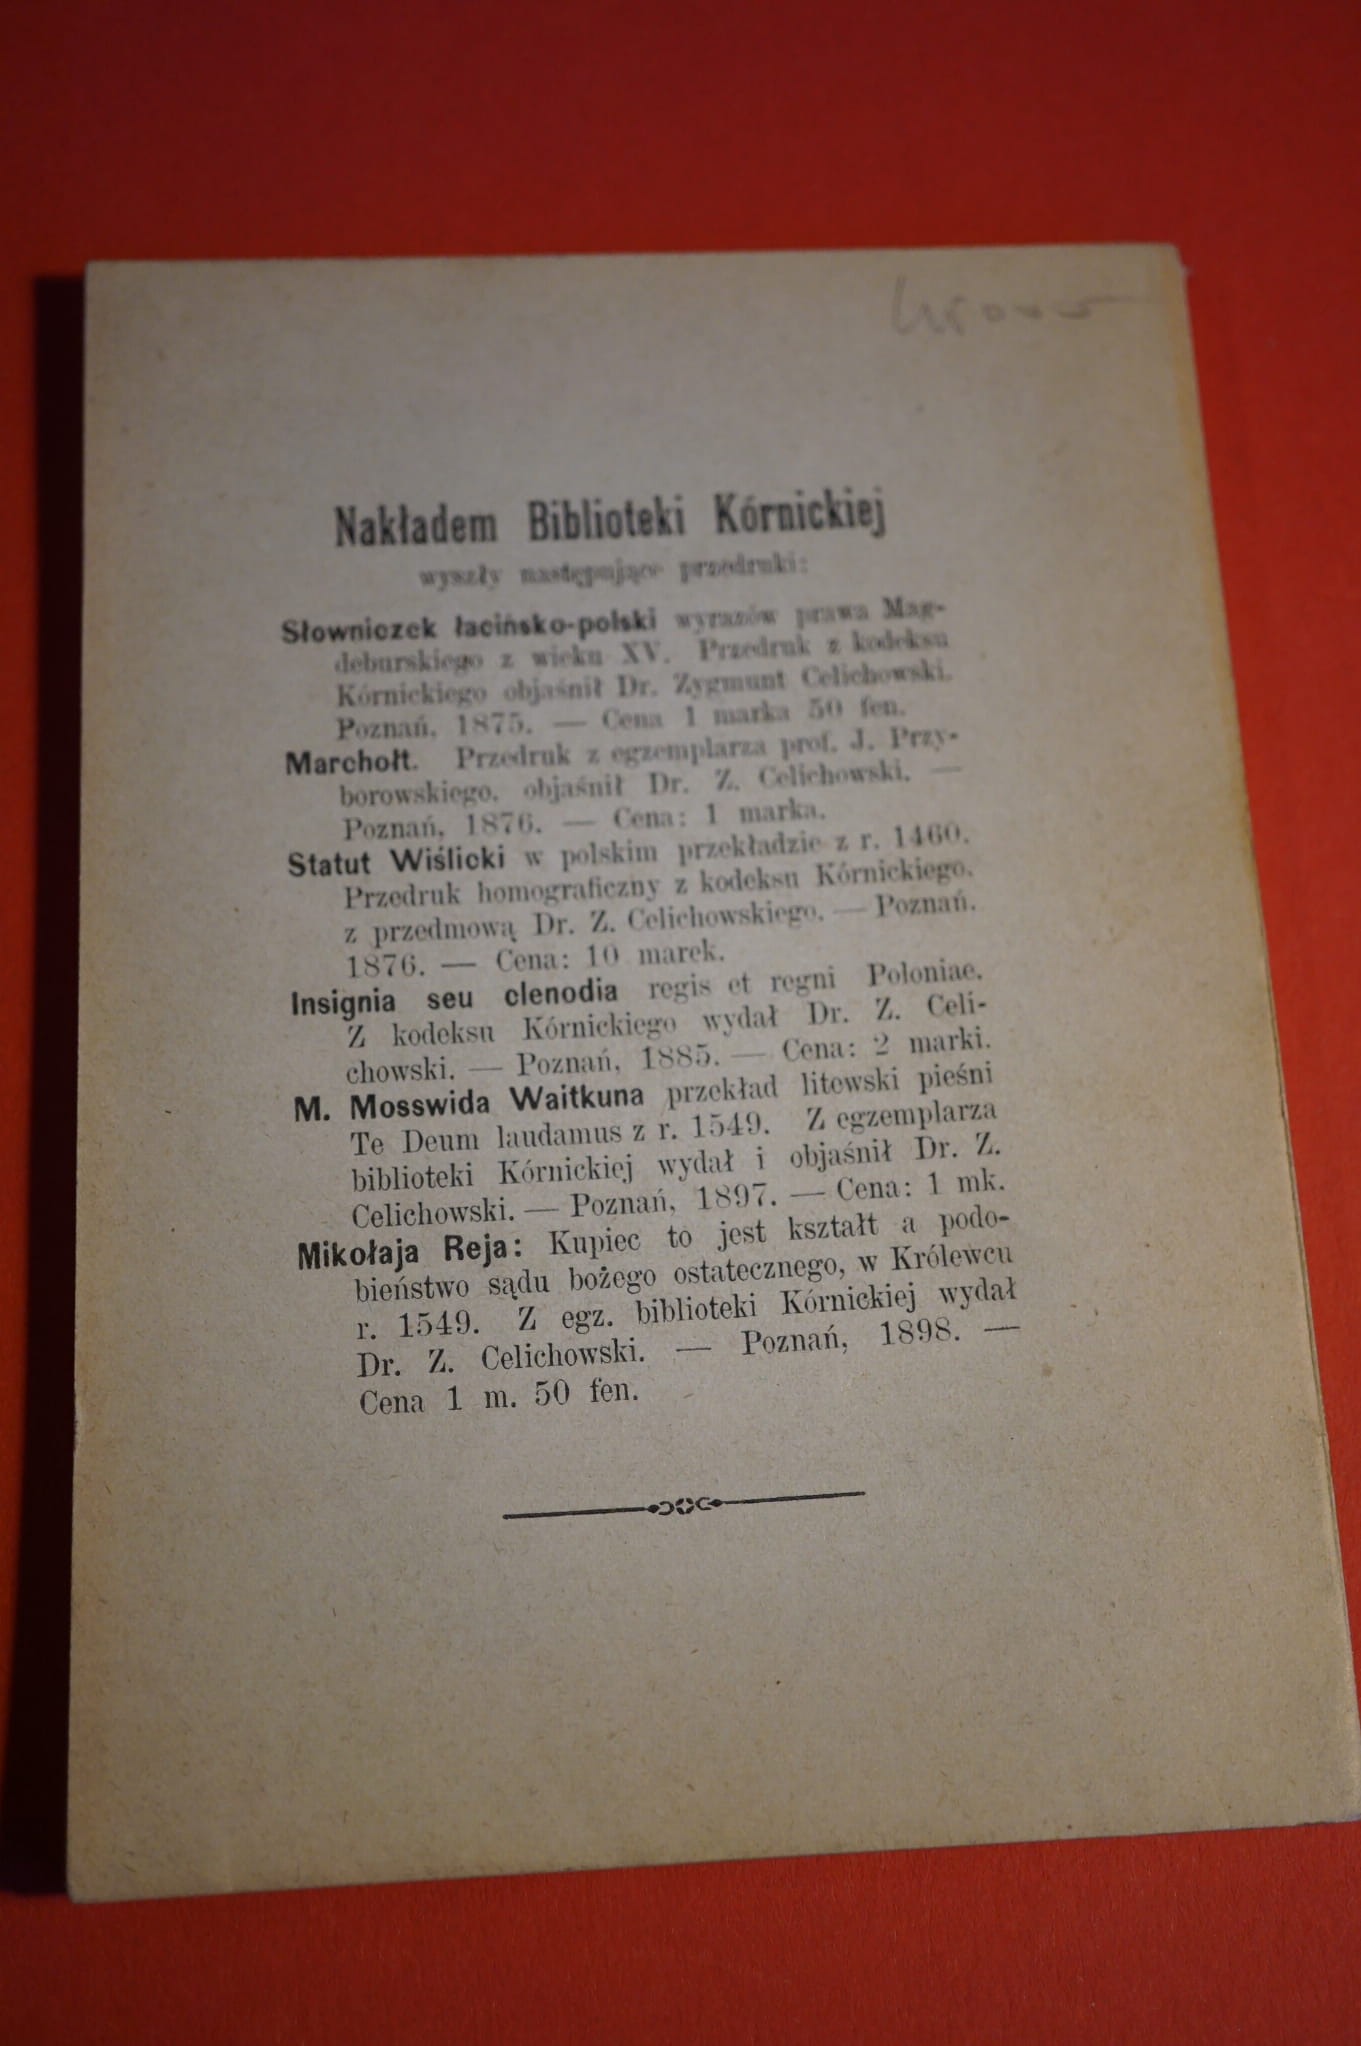 Nakładem Biblioteki Kórnickiej
wyszły następujące przedruki:
Słowniczek łacińsko-polski wyrazów prawa Mag-
deburskiego z wieku XV. Przedruk z kodeksu
Kórnickiego objaśnił Dr. Zygmunt Celichowski.
Poznań, 1875. — Cena 1 marka 50 fen.
Marchołt. Przedruk z egzemplarza prof. J. Przy-
borowskiego, objaśnił Dr. Z. Celichowski. —
Poznań, 1876. — Cena: 1 marka.
Statut Wiślicki w polskim przekładzie z r. 1460.
Przedruk homograficzny z kodeksu Kórnickiego,
z przedmową Dr. Z. Celichowskiego. — Poznań.
1876. — Cena: 10 marek.
Insignia seu clenodia regis et regni Poloniae.
Z kodeksu Kórnickiego wydał Dr. Z. Celi-
chowski. — Poznań, 1885. — Cena: 2 marki.
M. Mosswida Waitkuna przekład litewski pieśni
Te Deum laudamus z r. 1549. Z egzemplarza
biblioteki Kórnickiej wydał i objaśnił Dr. Z.
Celichowski. — Poznań, 1897. — Cena: 1 mk.
Mikołaja Reja: Kupiec to jest kształt a podo-
bieństwo sądu bożego ostatecznego, w Królewcu
r. 1549. Z egz. biblioteki Kórnickiej wydał
Dr. Z. Celichowski. — Poznań, 1898. —
Cena 1 m. 50 fen.